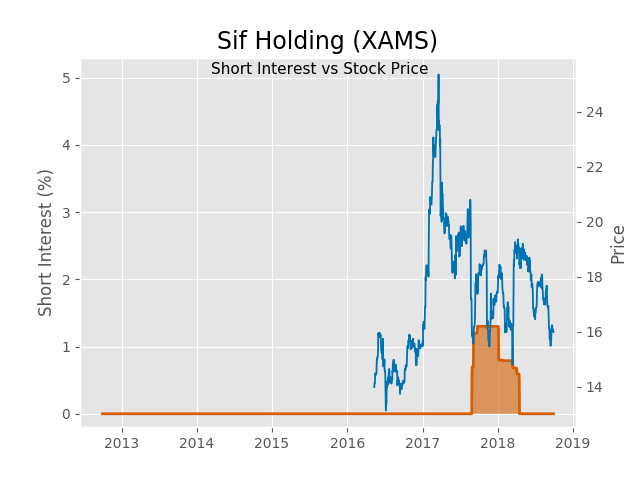 Sif Holding (XAMS)
Short Interest vs Stock Price
Short Interest (%)
5
4
3
2
1
0
24
22
20
18
16
14
Price
2013 2014 2015 2016 2017 2018 2019